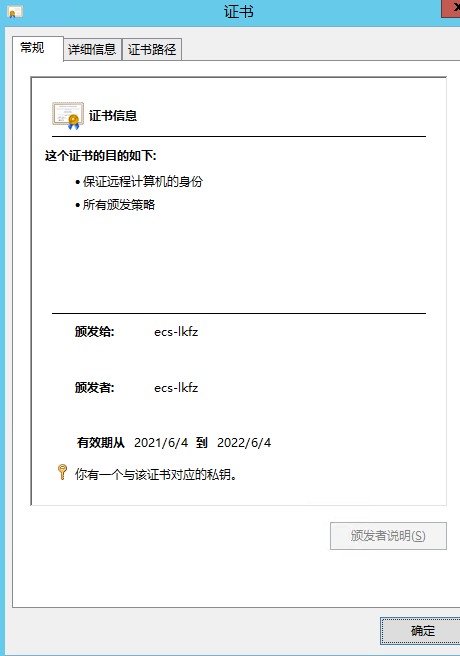 证书
常规 详细信息 证书路径
证书信息
这个证书的目的如下:
• 保证远程计算机的身份
• 所有颁发策略
颁发给: ecs-lkfz
颁发者: ecs-lkfz
有效期从 2021/6/4 到 2022/6/4
你有一个与该证书对应的私钥。
颁发者说明(S)
确定